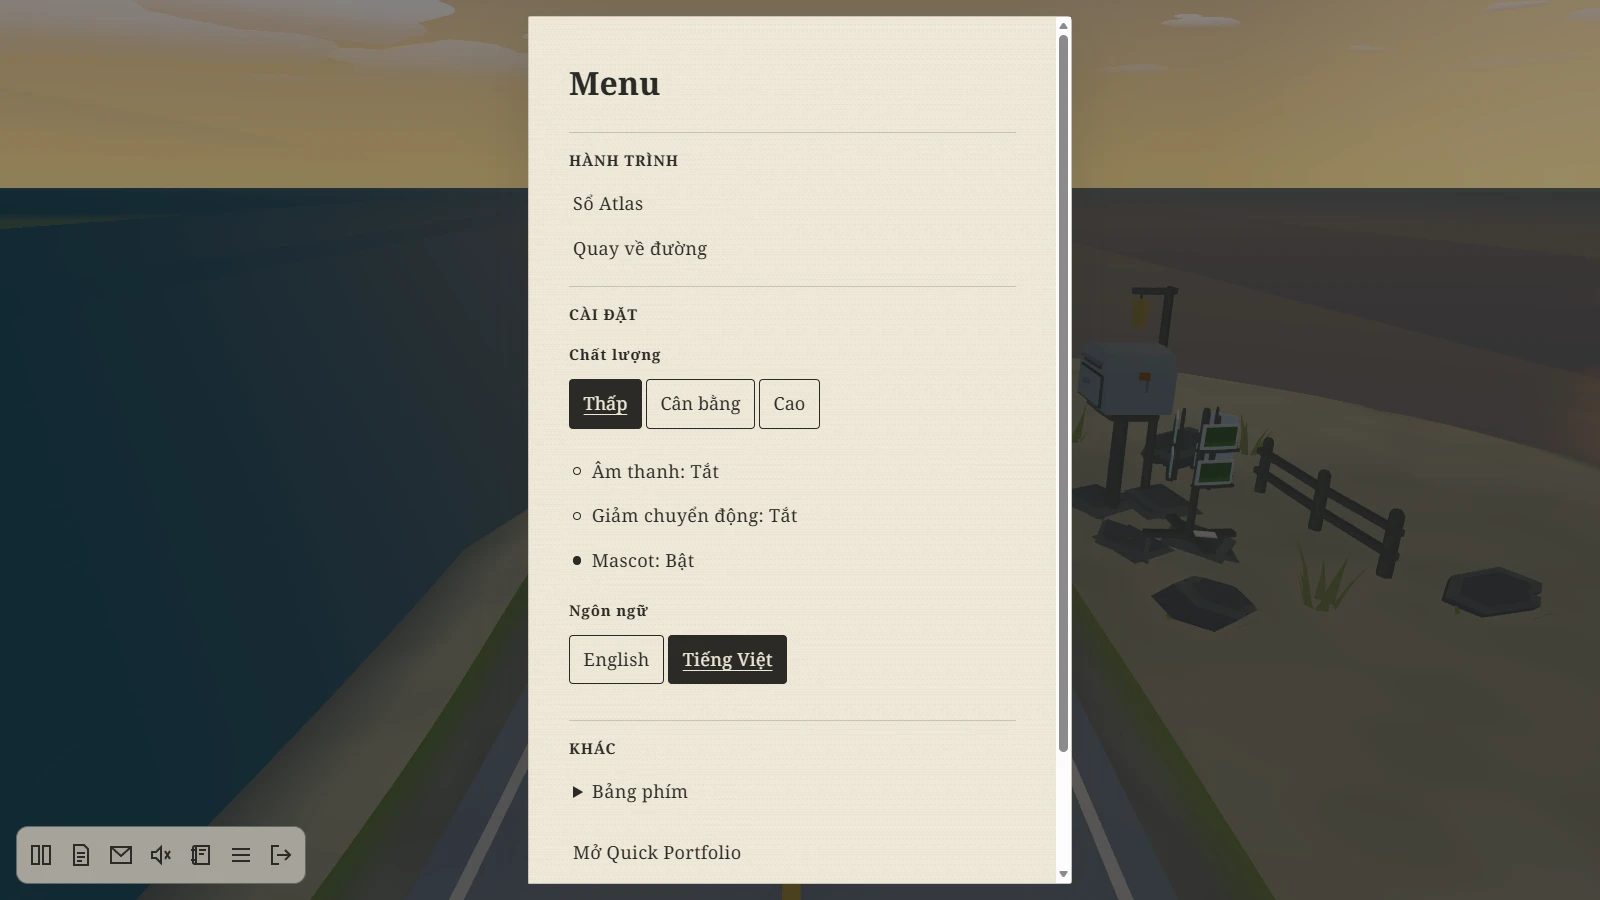 Menu
HÀNH TRÌNH
Sổ Atlas
Quay về đường
CÀI ĐẶT
Chất lượng
Thấp Cân bằng Cao
Âm thanh: Tắt
Giảm chuyển động: Tắt
Mascot: Bật
Ngôn ngữ
English Tiếng Việt
KHÁC
Bảng phím
Mở Quick Portfolio